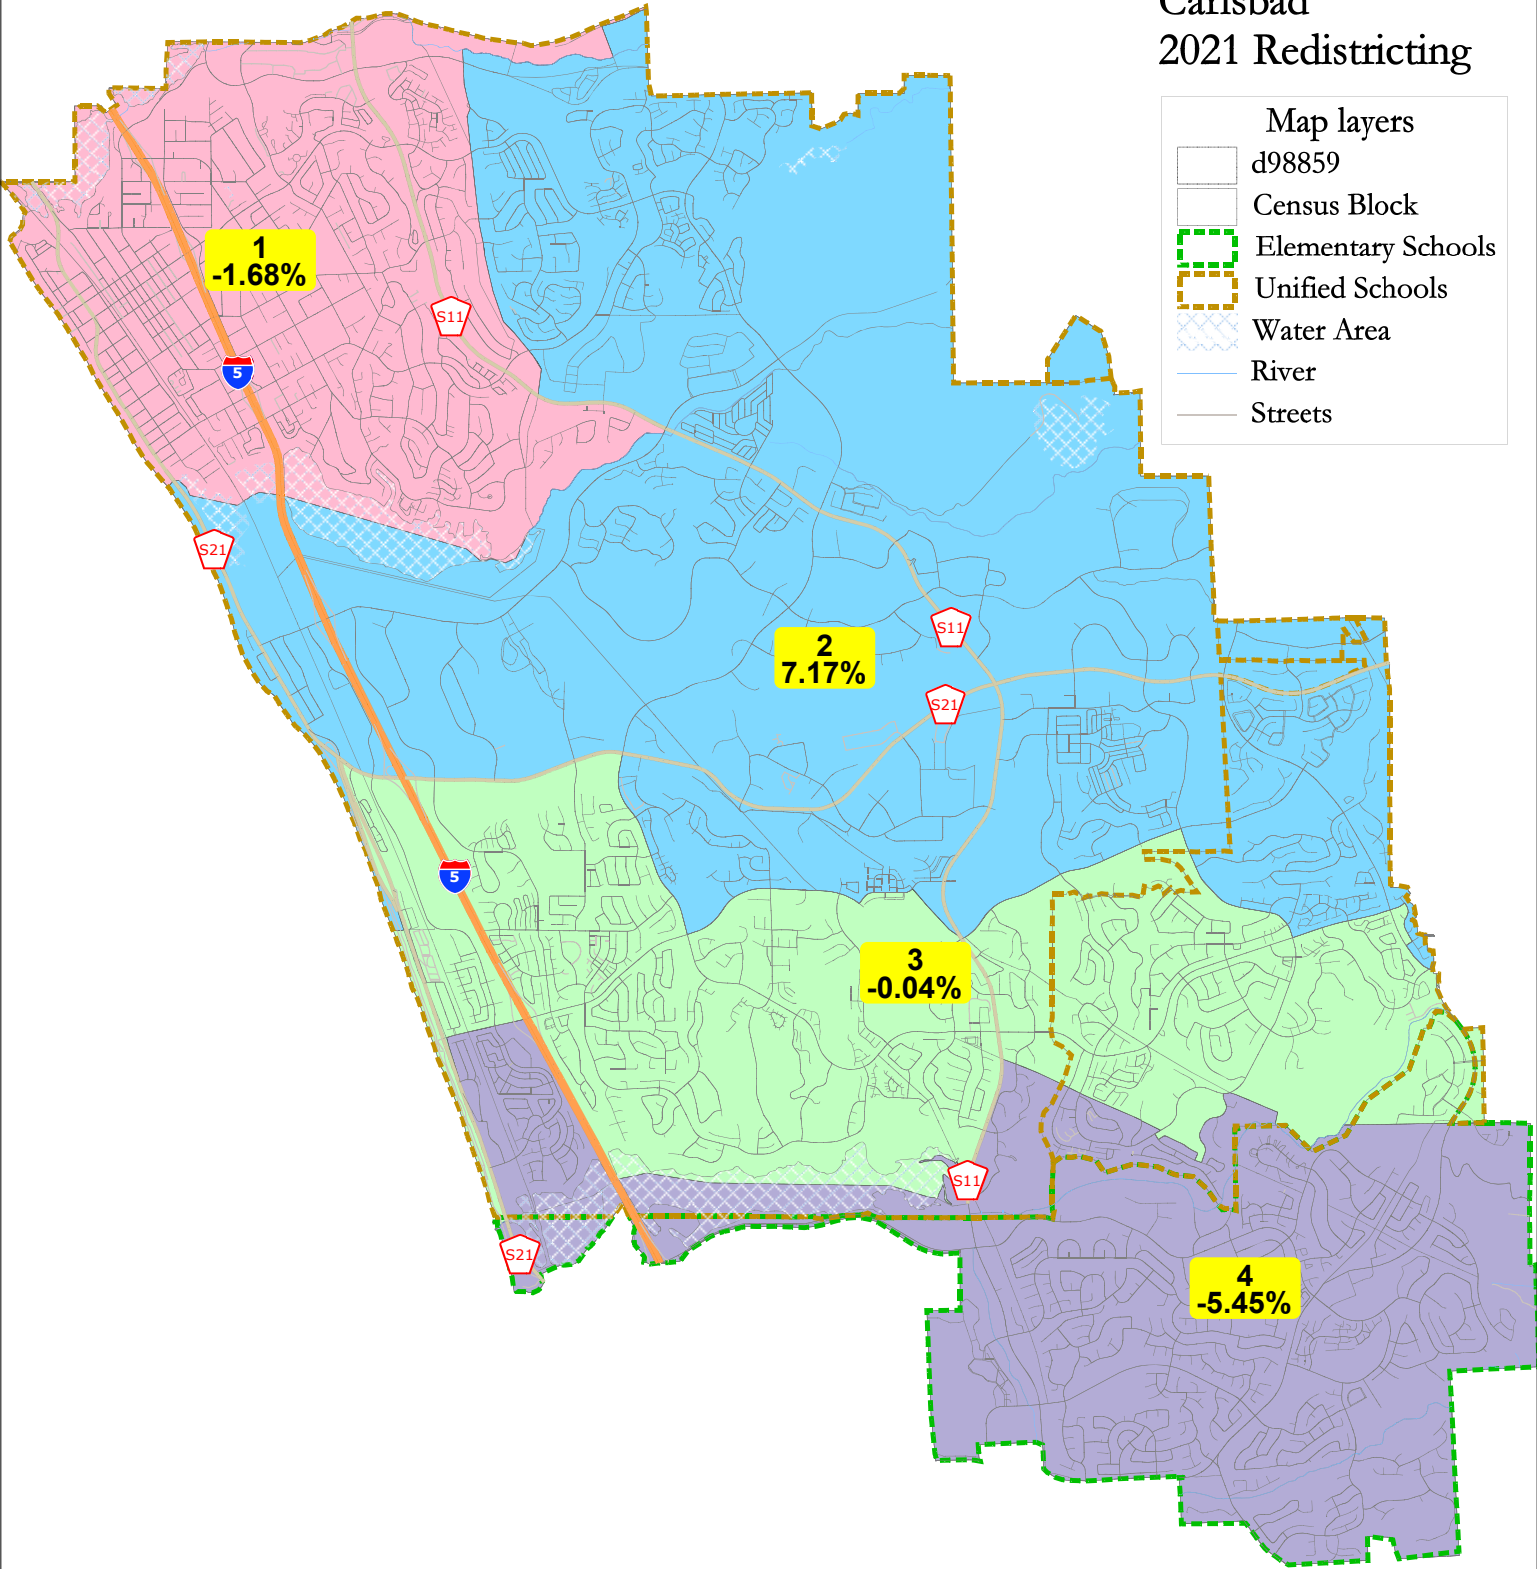 Carlsbad
2021 Redistricting
Map layers
d98859
Census Block
Elementary Schools
Unified Schools
Water Area
River
Streets
1
-1.68%
S11
5
S21
2
7.17%
S11
S21
5
3
-0.04%
S11
S21
4
-5.45%